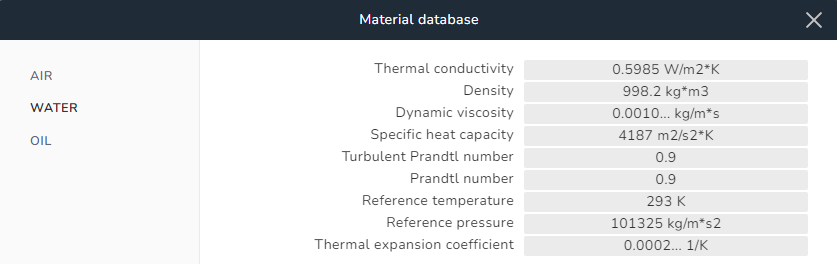 Material database
AIR
WATER
OIL
Thermal conductivity 0.5985 W/m2*K
Density 998.2 kg*m3
Dynamic viscosity 0.0010... kg/m*s
Specific heat capacity 4187 m2/s2*K
Turbulent Prandtl number 0.9
Prandtl number 0.9
Reference temperature 293 K
Reference pressure 101325 kg/m*s2
Thermal expansion coefficient 0.0002... 1/K